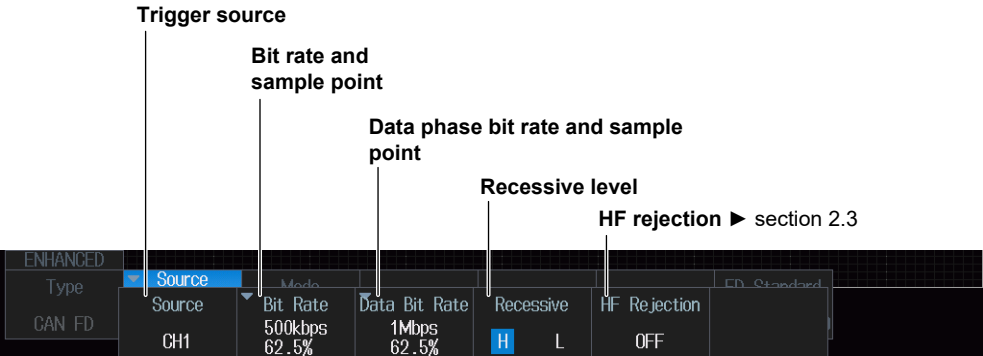 Trigger source
Bit rate and
sample point
Data phase bit rate and sample
point
Recessive level
HF rejection ► section 2.3
ENHANCED
Type
CAN FD
Source
Mode
FD Standard
Source
CH1
Bit Rate
500kbps
62.5%
Data Bit Rate
1Mbps
62.5%
Recessive
H L
HF Rejection
OFF